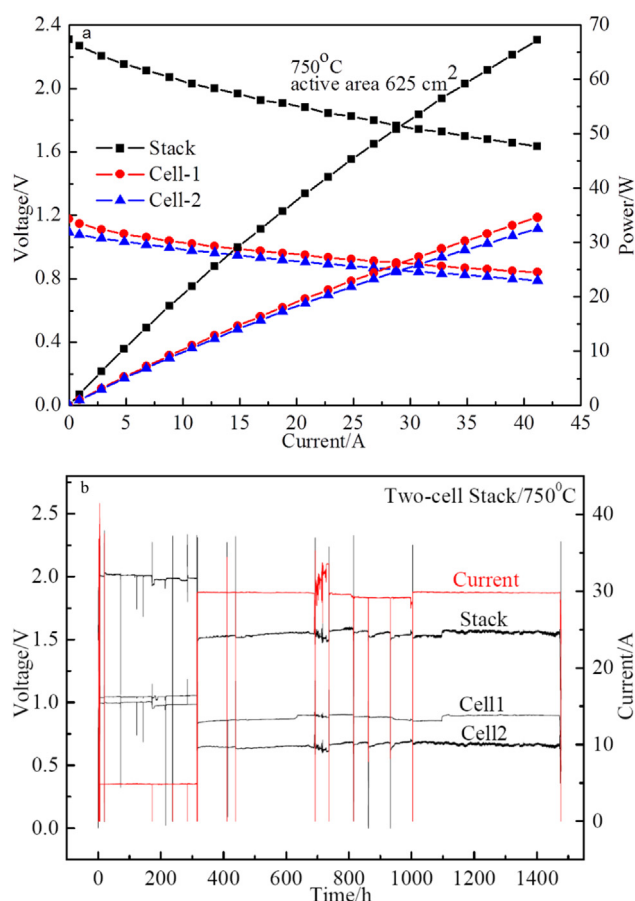 a
2.4
2.0
1.6
1.2
0.8
0.4
0.0
Voltage/V
70
60
50
40
30
20
10
0
Power/W
750⁰C
active area 625 cm²
Stack
Cell-1
Cell-2
0 5 10 15 20 25 30 35 40 45
Current/A
b
Two-cell Stack/750⁰C
2.5
2.0
1.5
1.0
0.5
0.0
Voltage/V
40
30
20
10
0
Current/A
Current
Stack
Cell1
Cell2
0 200 400 600 800 1000 1200 1400
Time/h